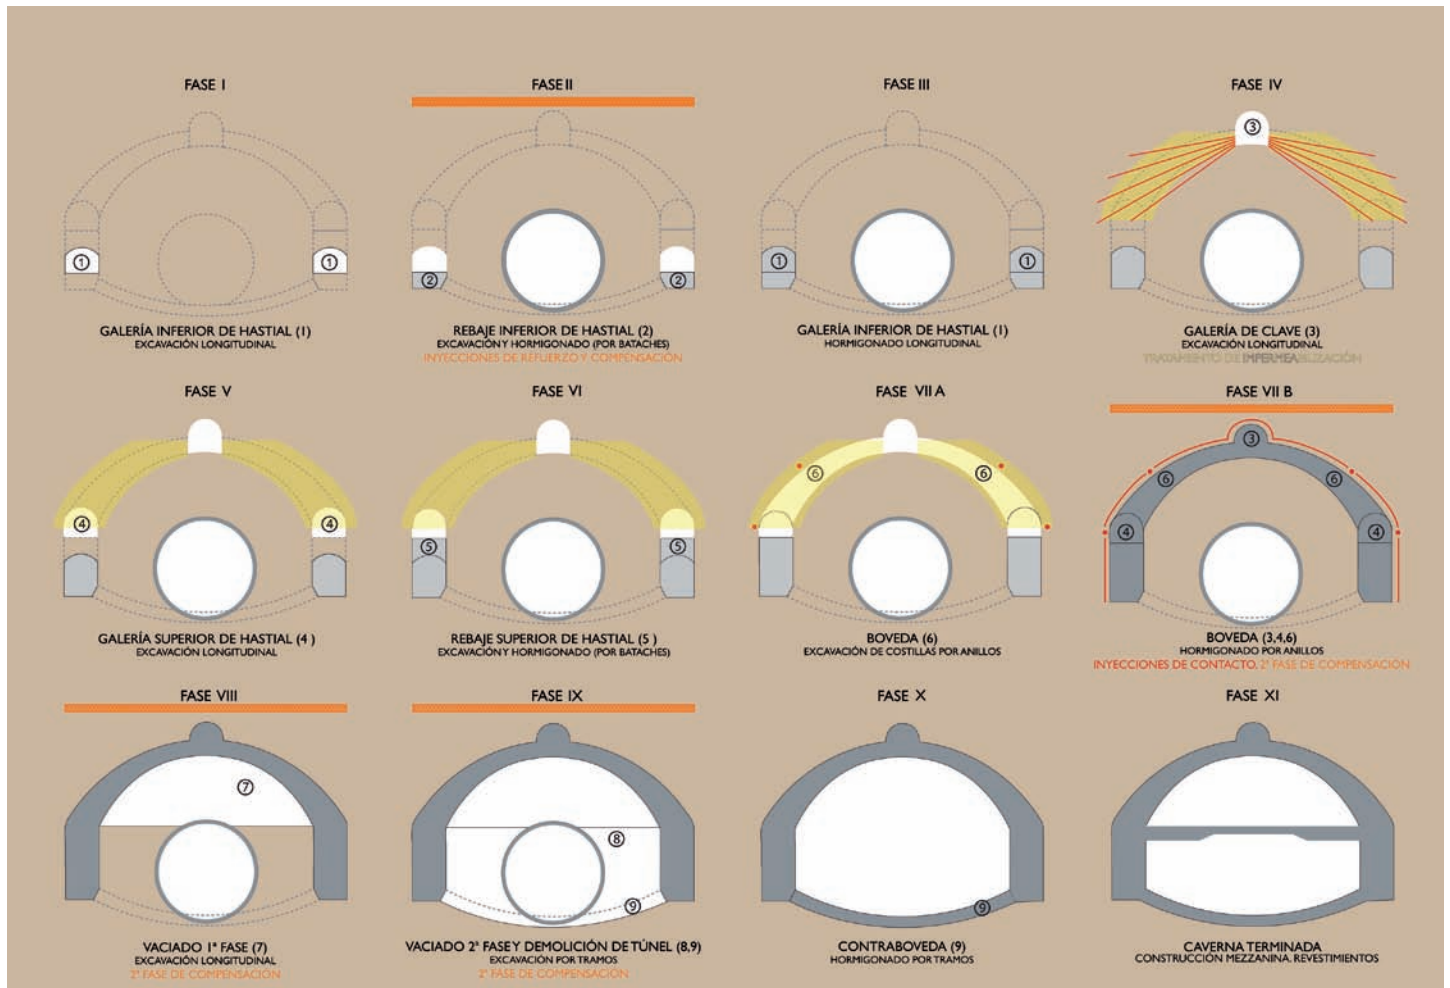 FASE I
①
①
GALERÍA INFERIOR DE HASTIAL (1)
EXCAVACIÓN LONGITUDINAL
FASE II
②
②
REBAJE INFERIOR DE HASTIAL (2)
EXCAVACIÓN Y HORMIGONADO (POR BATACHES)
INYECCIONES DE REFUERZO Y COMPENSACIÓN
FASE III
①
①
GALERÍA INFERIOR DE HASTIAL (1)
HORMIGONADO LONGITUDINAL
FASE IV
③
GALERÍA DE CLAVE (3)
EXCAVACIÓN LONGITUDINAL
TRATAMIENTO DE IMPERMEABILIZACIÓN
FASE V
④
④
GALERÍA SUPERIOR DE HASTIAL (4 )
EXCAVACIÓN LONGITUDINAL
FASE VI
⑤
⑤
REBAJE SUPERIOR DE HASTIAL (5 )
EXCAVACIÓN Y HORMIGONADO (POR BATACHES)
FASE VII A
⑥
⑥
BOVEDA (6)
EXCAVACIÓN DE COSTILLAS POR ANILLOS
FASE VII B
③
⑥
⑥
④
④
BOVEDA (3,4,6)
HORMIGONADO POR ANILLOS
INYECCIONES DE CONTACTO, 2ª FASE DE COMPENSACIÓN
FASE VIII
⑦
VACIADO 1ª FASE (7)
EXCAVACIÓN LONGITUDINAL
2ª FASE DE COMPENSACIÓN
FASE IX
⑧
⑨
VACIADO 2ª FASE Y DEMOLICIÓN DE TÚNEL (8,9)
EXCAVACIÓN POR TRAMOS
2ª FASE DE COMPENSACIÓN
FASE X
⑨
CONTRABOVEDA (9)
HORMIGONADO POR TRAMOS
FASE XI
CAVERNA TERMINADA
CONSTRUCCIÓN MEZZANINA. REVESTIMIENTOS